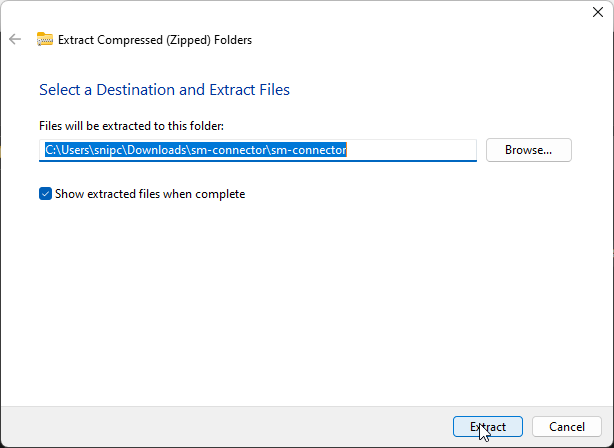 Extract Compressed (Zipped) Folders
Select a Destination and Extract Files
Files will be extracted to this folder:
C:\Users\snipc\Downloads\sm-connector\sm-connector
Browse...
Show extracted files when complete
Extract
Cancel